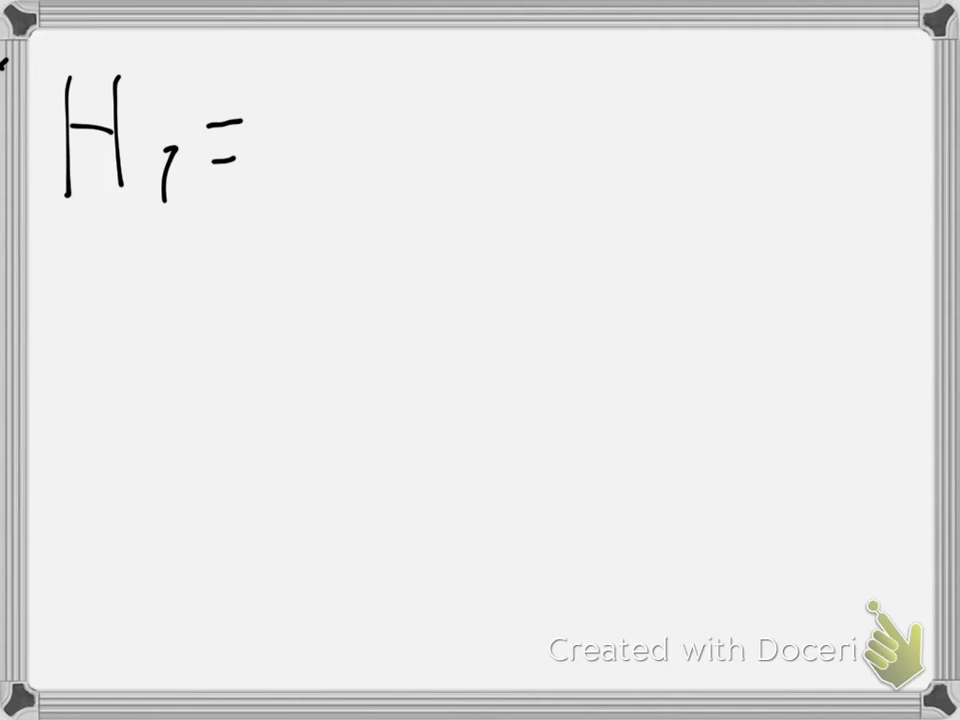 H₁ =
Created with Doceri